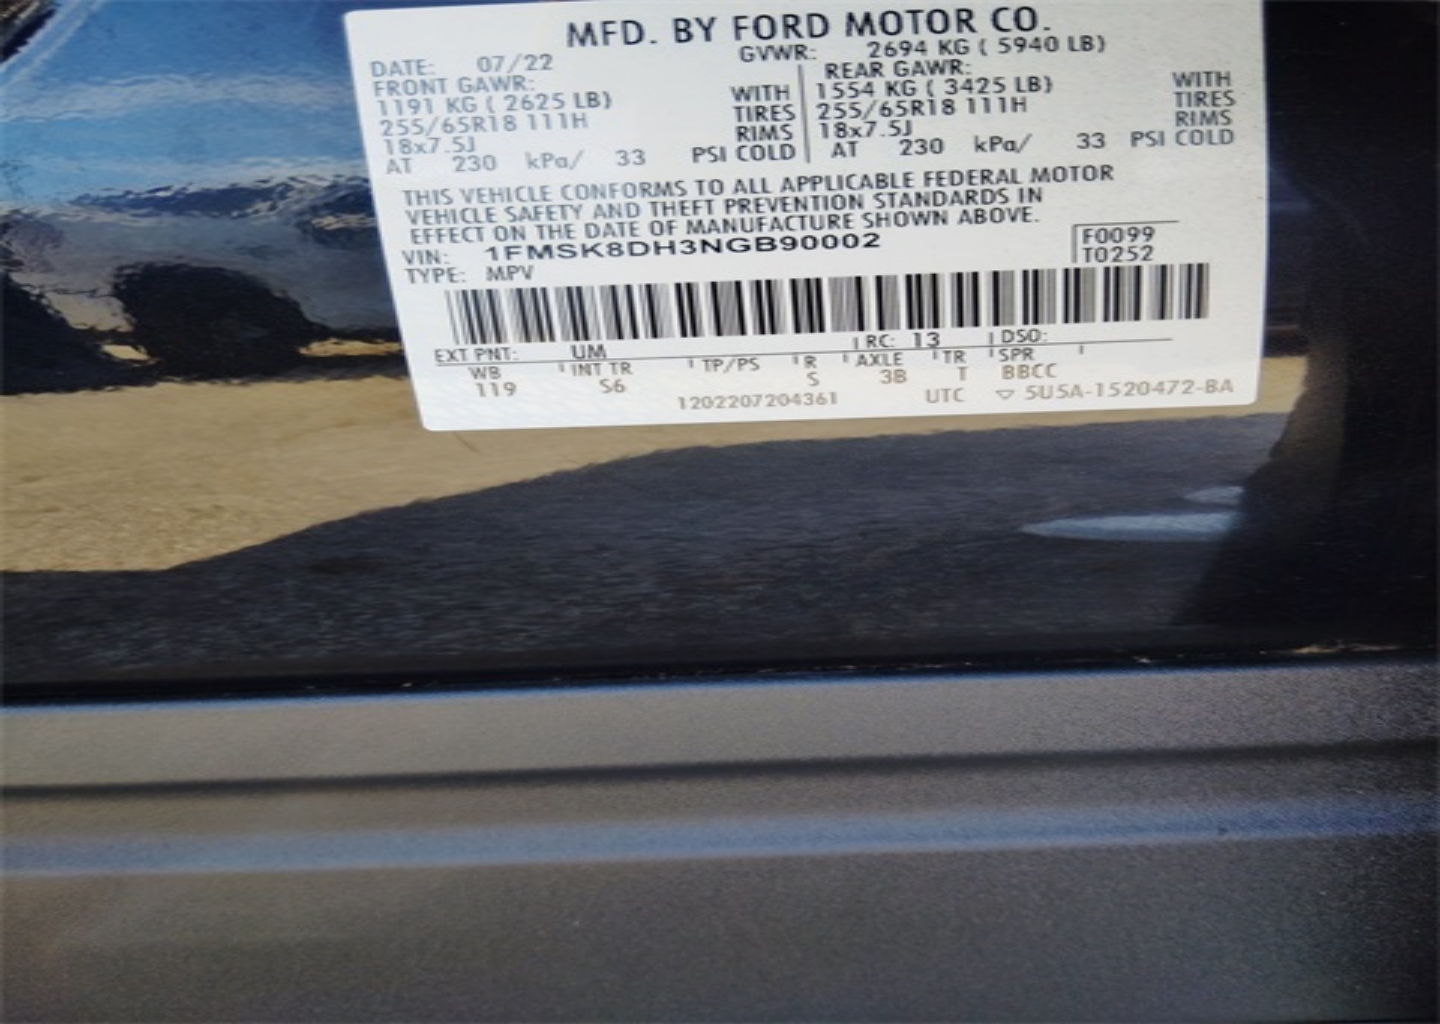 MFD. BY FORD MOTOR CO.
DATE: 07/22 GVWR: 2694 KG ( 5940 LB)
FRONT GAWR: REAR GAWR:
1191 KG ( 2625 LB) WITH 1554 KG ( 3425 LB) WITH
255/65R18 111H TIRES 255/65R18 111H TIRES
18x7.5J RIMS 18x7.5J RIMS
AT 230 kPa/ 33 PSI COLD AT 230 kPa/ 33 PSI COLD
THIS VEHICLE CONFORMS TO ALL APPLICABLE FEDERAL MOTOR
VEHICLE SAFETY AND THEFT PREVENTION STANDARDS IN
EFFECT ON THE DATE OF MANUFACTURE SHOWN ABOVE.
VIN: 1FMSK8DH3NGB90002 F0099
TYPE: MPV T0252
EXT PNT: UM RC: 13 DSO:
WB INT TR TP/PS R AXLE TR SPR
119 S6 S 3B T BBCC
1202207204361 UTC ▽ 5U5A-1520472-BA